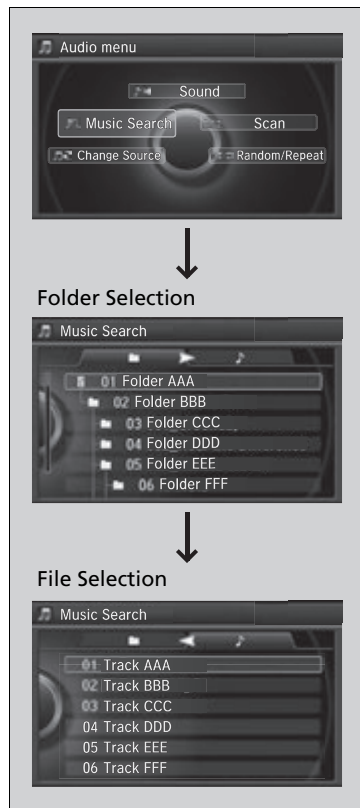 Audio menu
Sound
Music Search
Scan
Change Source
Random/Repeat
Folder Selection
Music Search
01 Folder AAA
02 Folder BBB
03 Folder CCC
04 Folder DDD
05 Folder EEE
06 Folder FFF
File Selection
Music Search
01 Track AAA
02 Track BBB
03 Track CCC
04 Track DDD
05 Track EEE
06 Track FFF